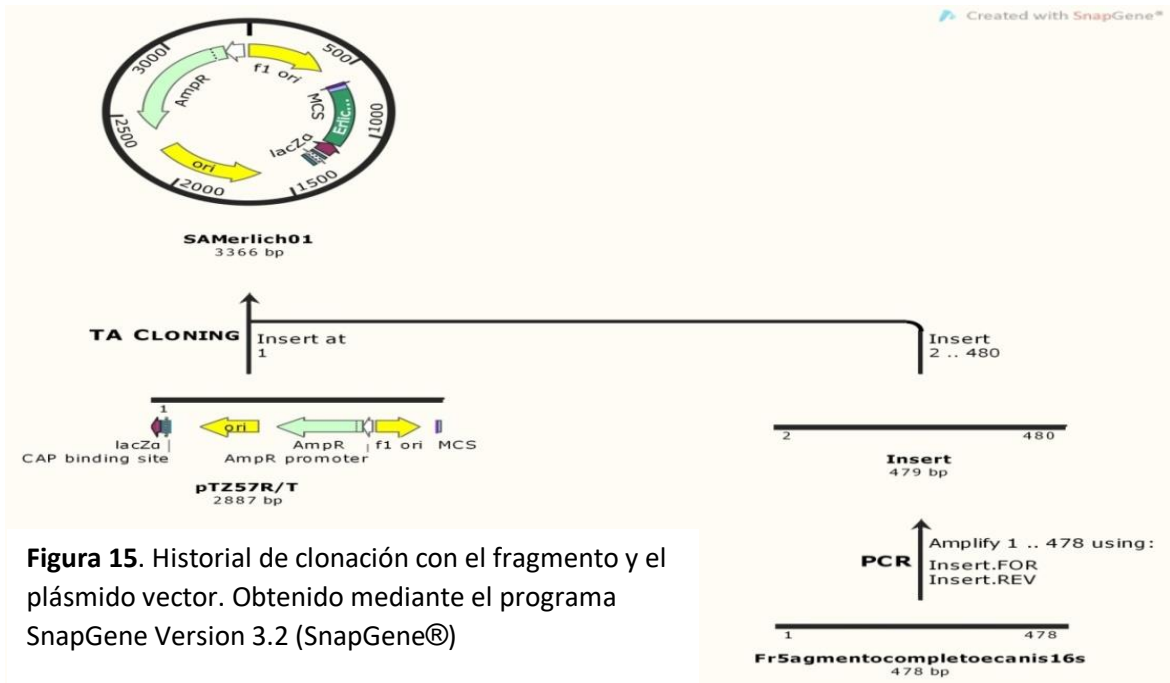 Created with SnapGene®
3000
500
f1 ori
AmpR
MCS
Erlic...
1000
2500
lacZα
ori
1500
2000
SAMerlich01
3366 bp
TA CLONING
Insert at
1
Insert
2 .. 480
1
ori
lacZα
AmpR
f1 ori
MCS
CAP binding site
AmpR promoter
pTZ57R/T
2887 bp
2
480
Insert
479 bp
PCR
Amplify 1 .. 478 using:
Insert.FOR
Insert.REV
1
478
Fr5agmentocompletoecanis16s
478 bp
Figura 15. Historial de clonación con el fragmento y el
plásmido vector. Obtenido mediante el programa
SnapGene Version 3.2 (SnapGene®)